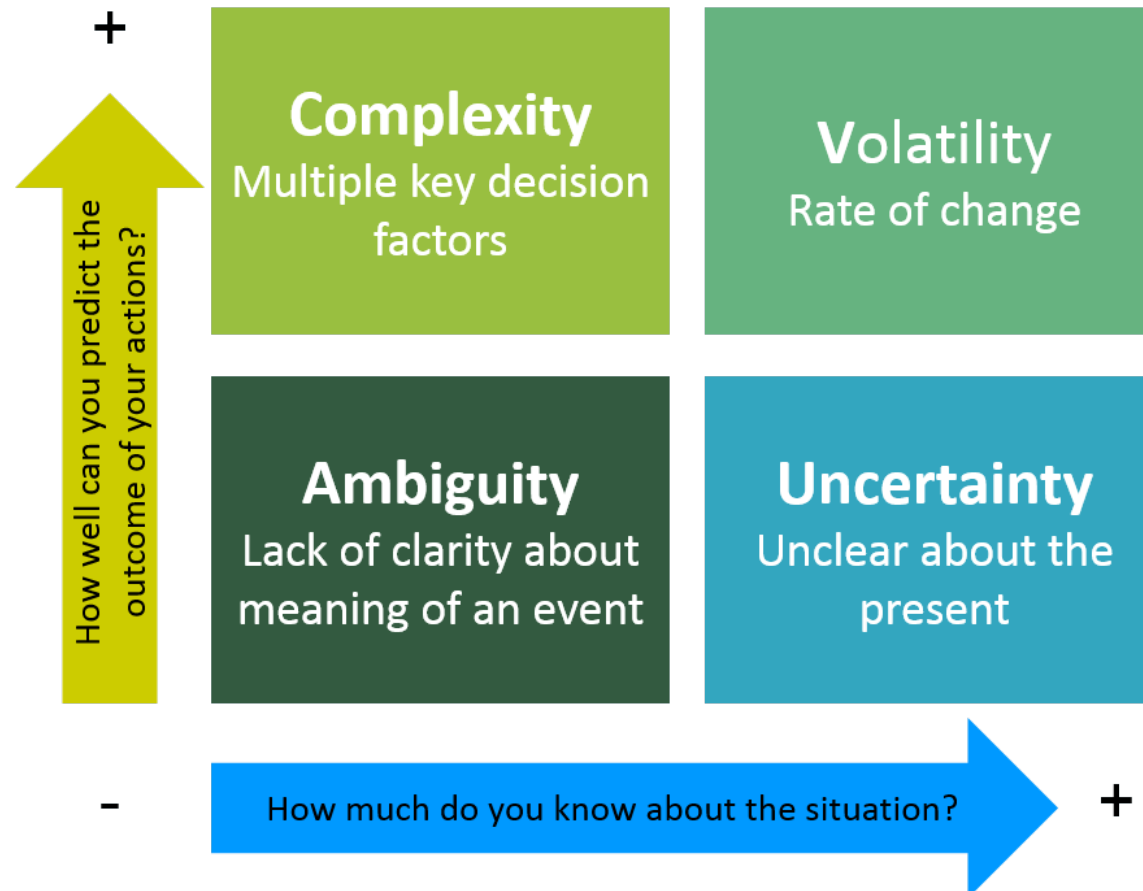 +
Complexity
Multiple key decision
factors
Volatility
Rate of change
How well can you predict the
outcome of your actions?
Ambiguity
Lack of clarity about
meaning of an event
Uncertainty
Unclear about the
present
-
How much do you know about the situation?
+